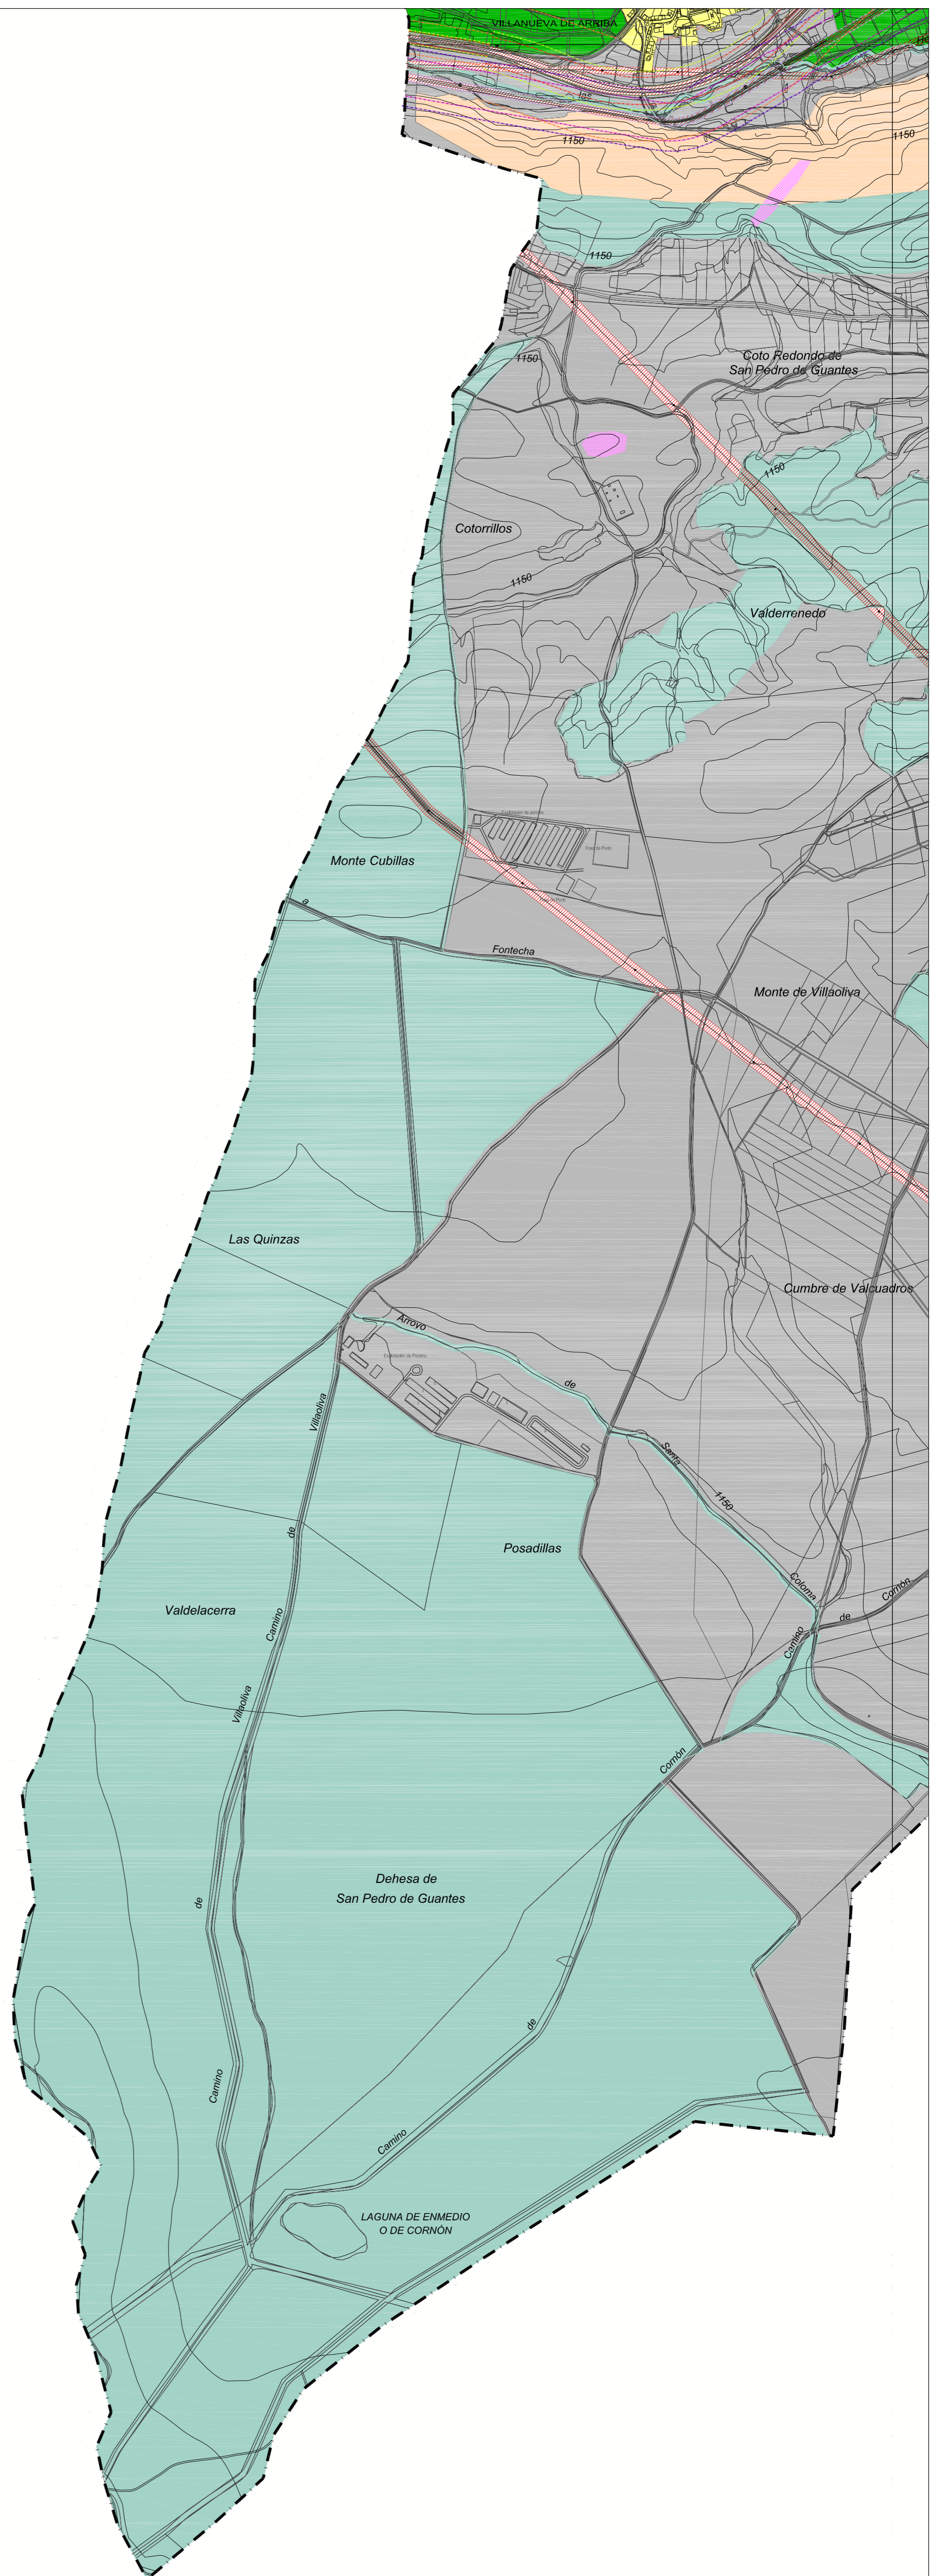 VILLANUEVA DE ARRIBA
1150
1150
1150
1150
Coto Redondo de
San Pedro de Guantes
1150
Cotorrillos
1150
Valderrenedo
Monte Cubillas
a
Fontecha
Monte de Villaoliva
Las Quinzas
Cumbre de Valcuadros
Arroyo
de
Santa
Coloma
1150
Villaoliva
de
Camino
Posadillas
Valdelacerra
Cornón
de
Camino
Cornón
Villaoliva
de
Camino
Dehesa de
San Pedro de Guantes
de
Camino
LAGUNA DE ENMEDIO
O DE CORNÓN